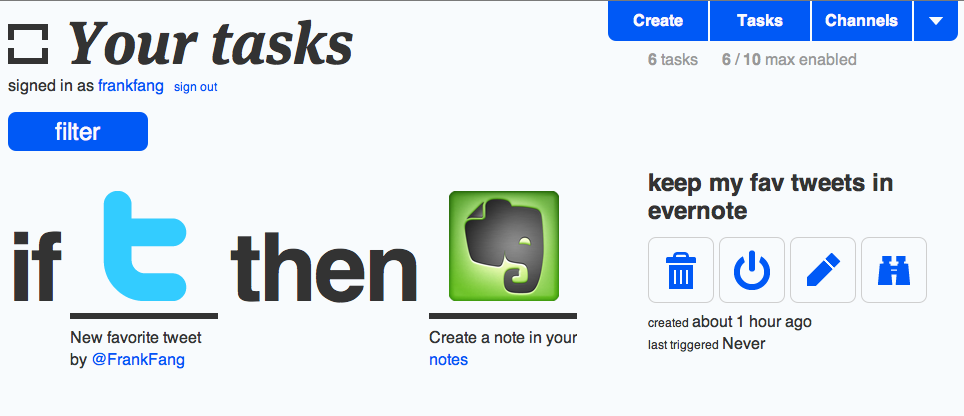 Your tasks
Create
Tasks
Channels
signed in as frankfang sign out
6 tasks 6 / 10 max enabled
filter
if t then
keep my fav tweets in
evernote
New favorite tweet
by @FrankFang
Create a note in your
notes
created about 1 hour ago
last triggered Never